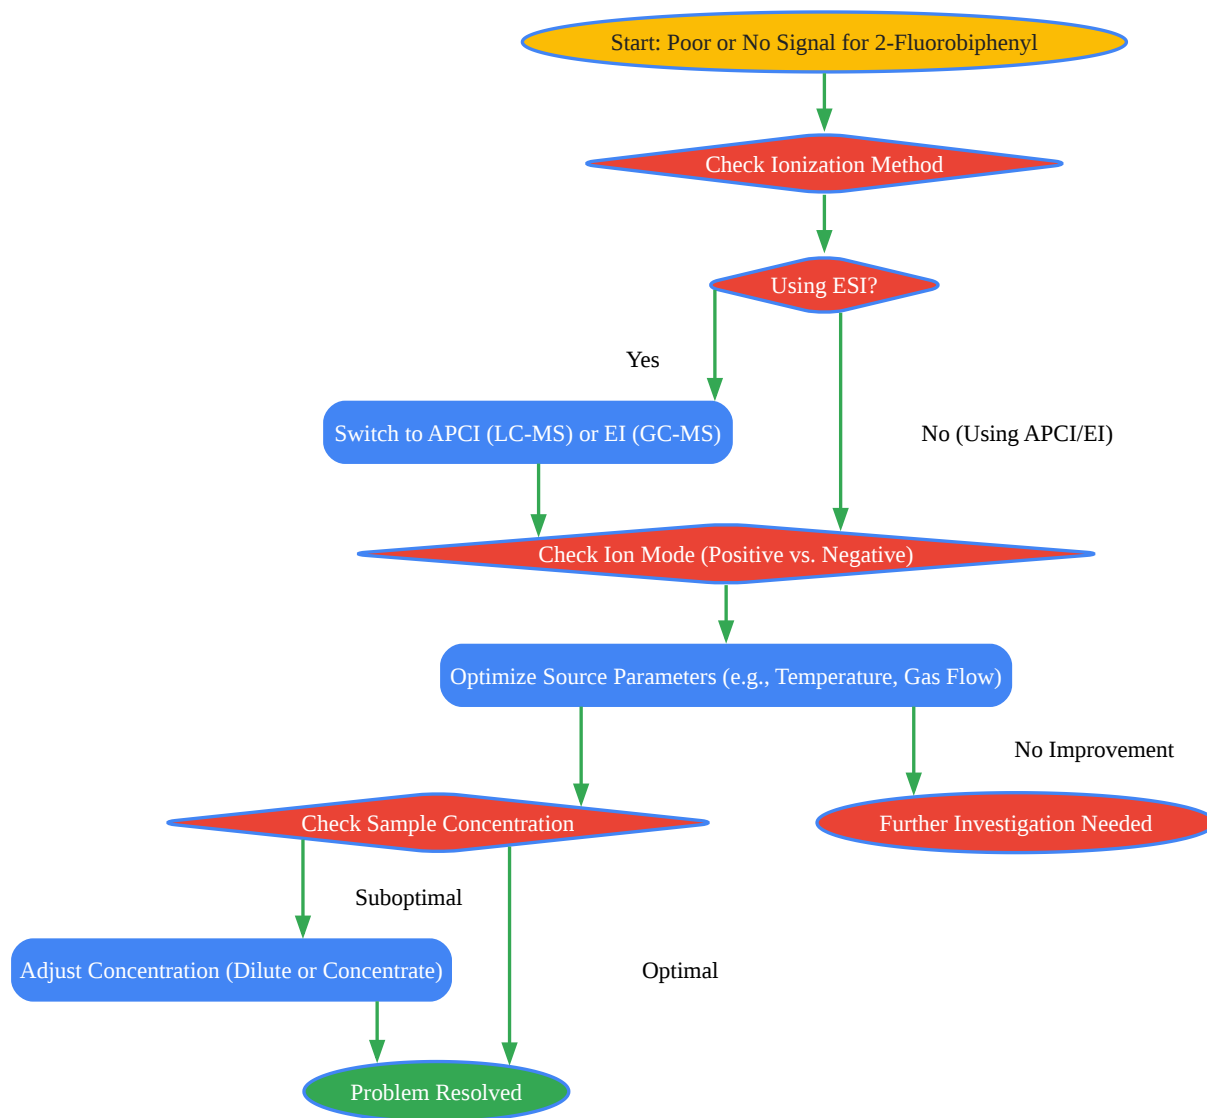 Start: Poor or No Signal for 2-Fluorobiphenyl
Check Ionization Method
Using ESI?
Yes
Switch to APCI (LC-MS) or EI (GC-MS)
No (Using APCI/EI)
Check Ion Mode (Positive vs. Negative)
Optimize Source Parameters (e.g., Temperature, Gas Flow)
No Improvement
Check Sample Concentration
Further Investigation Needed
Suboptimal
Adjust Concentration (Dilute or Concentrate)
Optimal
Problem Resolved